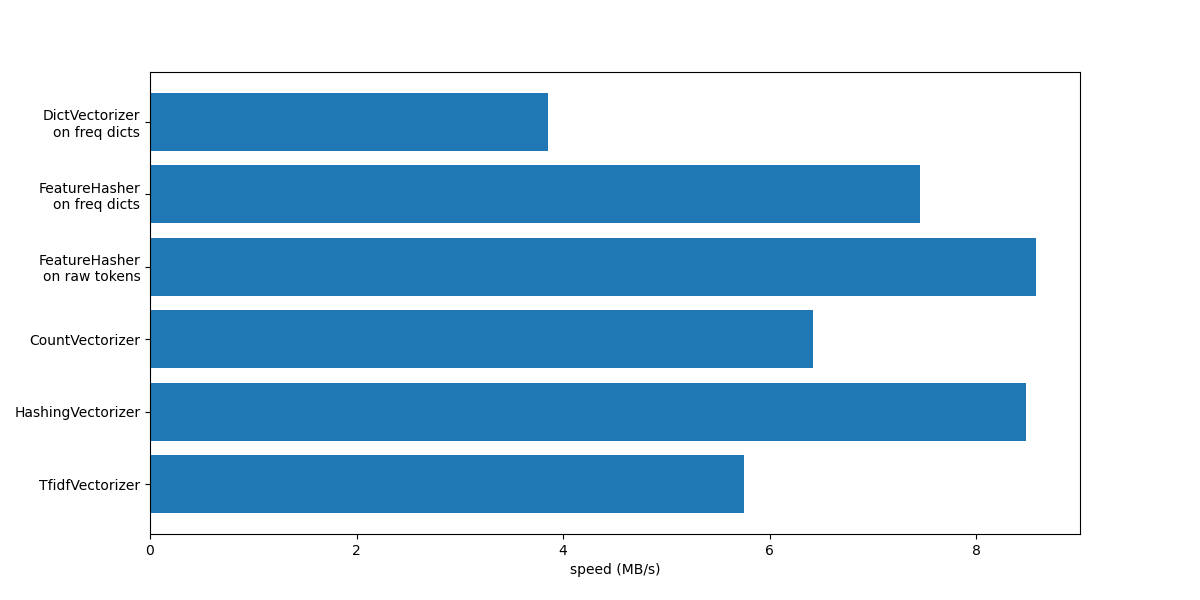 DictVectorizer
on freq dicts
FeatureHasher
on freq dicts
FeatureHasher
on raw tokens
CountVectorizer
HashingVectorizer
TfidfVectorizer
0 2 4 6 8
speed (MB/s)